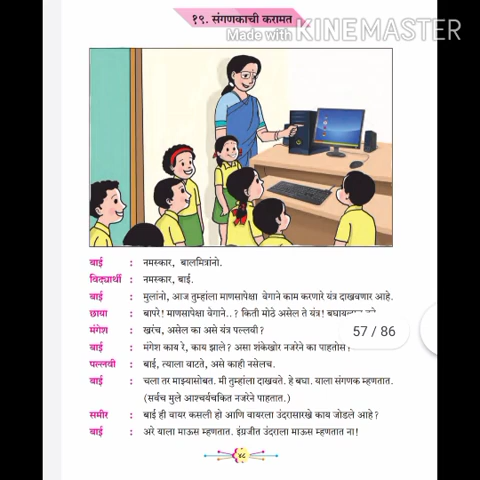 १९. संगणकाची करामत
Made with KINEMASTER
बाई : नमस्कार, बालमित्रांनो.
विद्यार्थी : नमस्कार, बाई.
बाई : मुलांनो, आज तुम्हांला माणसापेक्षा वेगाने काम करणारे यंत्र दाखवणार आहे.
छाया : बापरे! माणसापेक्षा वेगाने..? किती मोठे असेल ते यंत्र!
मंगेश : खरंच, असेल का असे यंत्र पल्लवी?
57 / 86
बाई : मंगेश काय रे, काय झाले? असा शंकेखोर नजरेने का पाहतोस?
पल्लवी : बाई, त्याला वाटते, असे काही नसेलच.
बाई : चला तर माझ्यासोबत. मी तुम्हांला दाखवते. हे बघा. याला संगणक म्हणतात.
(सर्वच मुले आश्चर्यचकित नजरेने पाहतात.)
समीर : बाई ही वायर कसली हो आणि वायरला उंदरासारखे काय जोडले आहे?
बाई : अरे याला माऊस म्हणतात. इंग्रजीत उंदराला माऊस म्हणतात ना!
४८